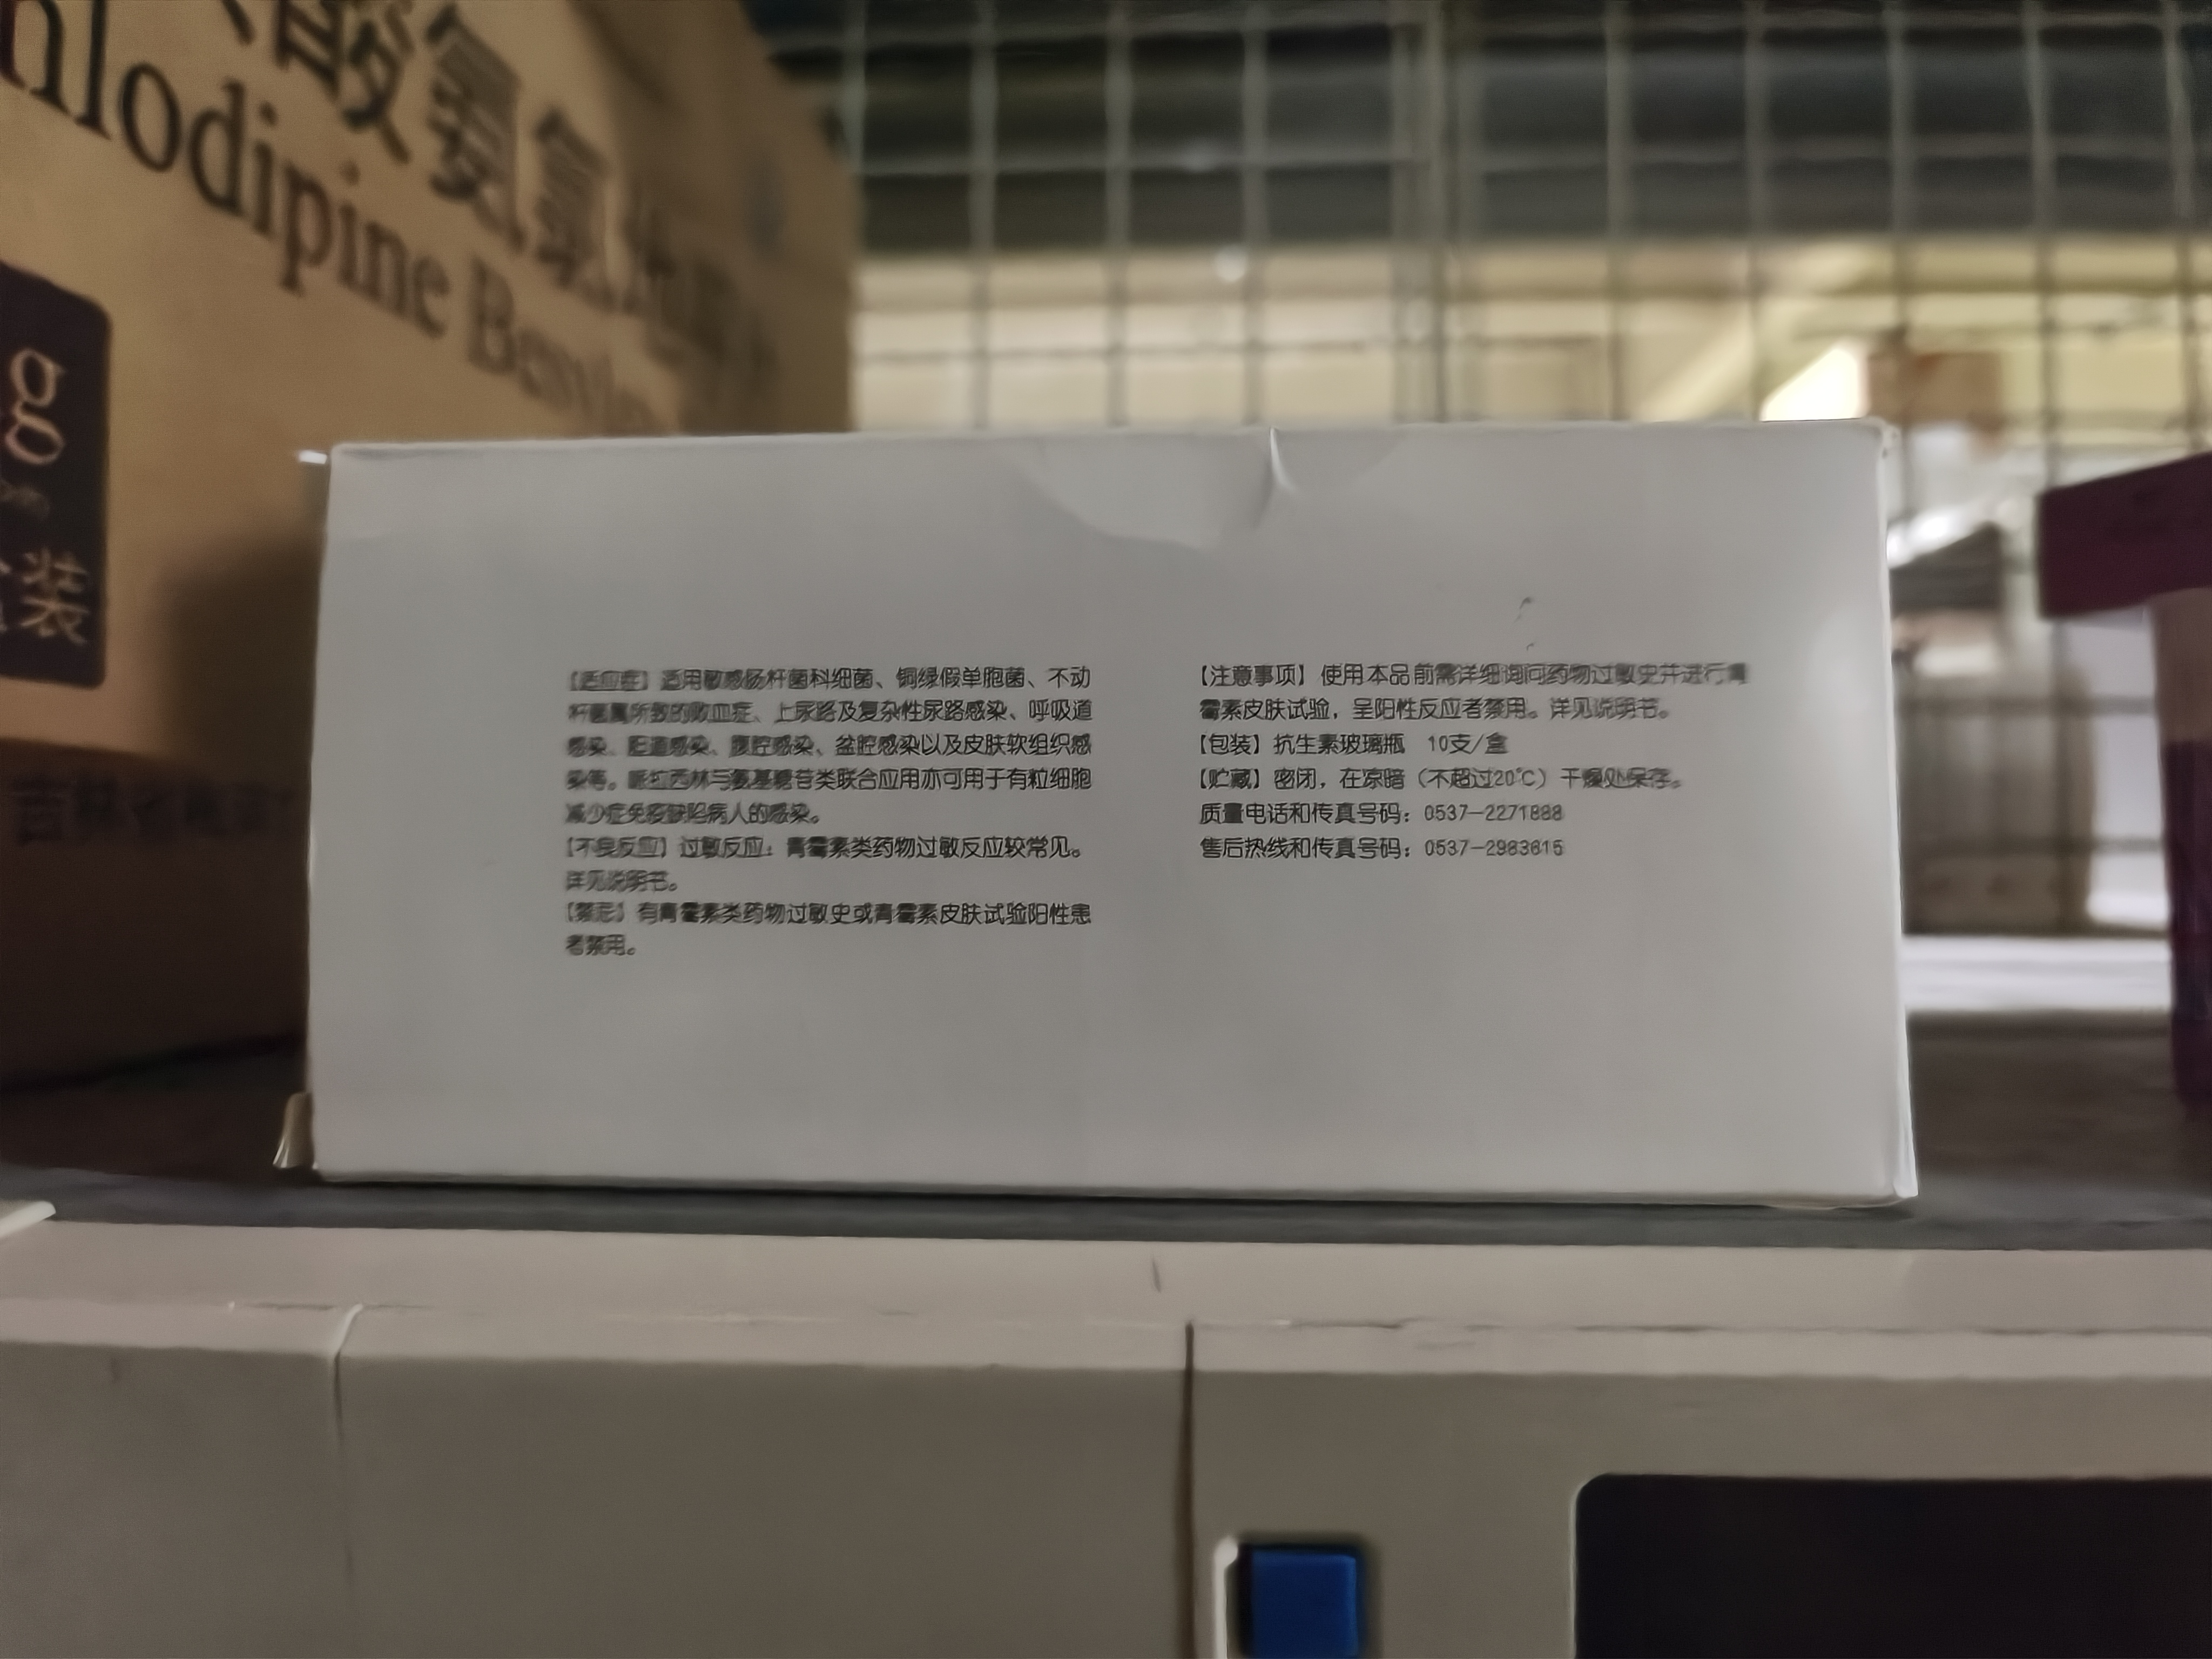 酸氨氯地
nlodipine Be
g
装
【适应症】适用敏感肠杆菌科细菌、铜绿假单胞菌、不动
杆菌属所致的败血症、上尿路及复杂性尿路感染、呼吸道
感染、胆道感染、腹腔感染、盆腔感染以及皮肤软组织感
染等。哌拉西林与氨基糖苷类联合应用亦可用于有粒细胞
减少症免疫缺陷病人的感染。
【不良反应】过敏反应：青霉素类药物过敏反应较常见。
详见说明书。
【禁忌】有青霉素类药物过敏史或青霉素皮肤试验阳性患
者禁用。
【注意事项】使用本品前需详细询问药物过敏史并进行青
霉素皮肤试验，呈阳性反应者禁用。详见说明书。
【包装】抗生素玻璃瓶 10支/盒
【贮藏】密闭，在凉暗（不超过20℃）干燥处保存。
质量电话和传真号码：0537-2271888
售后热线和传真号码：0537-2983615